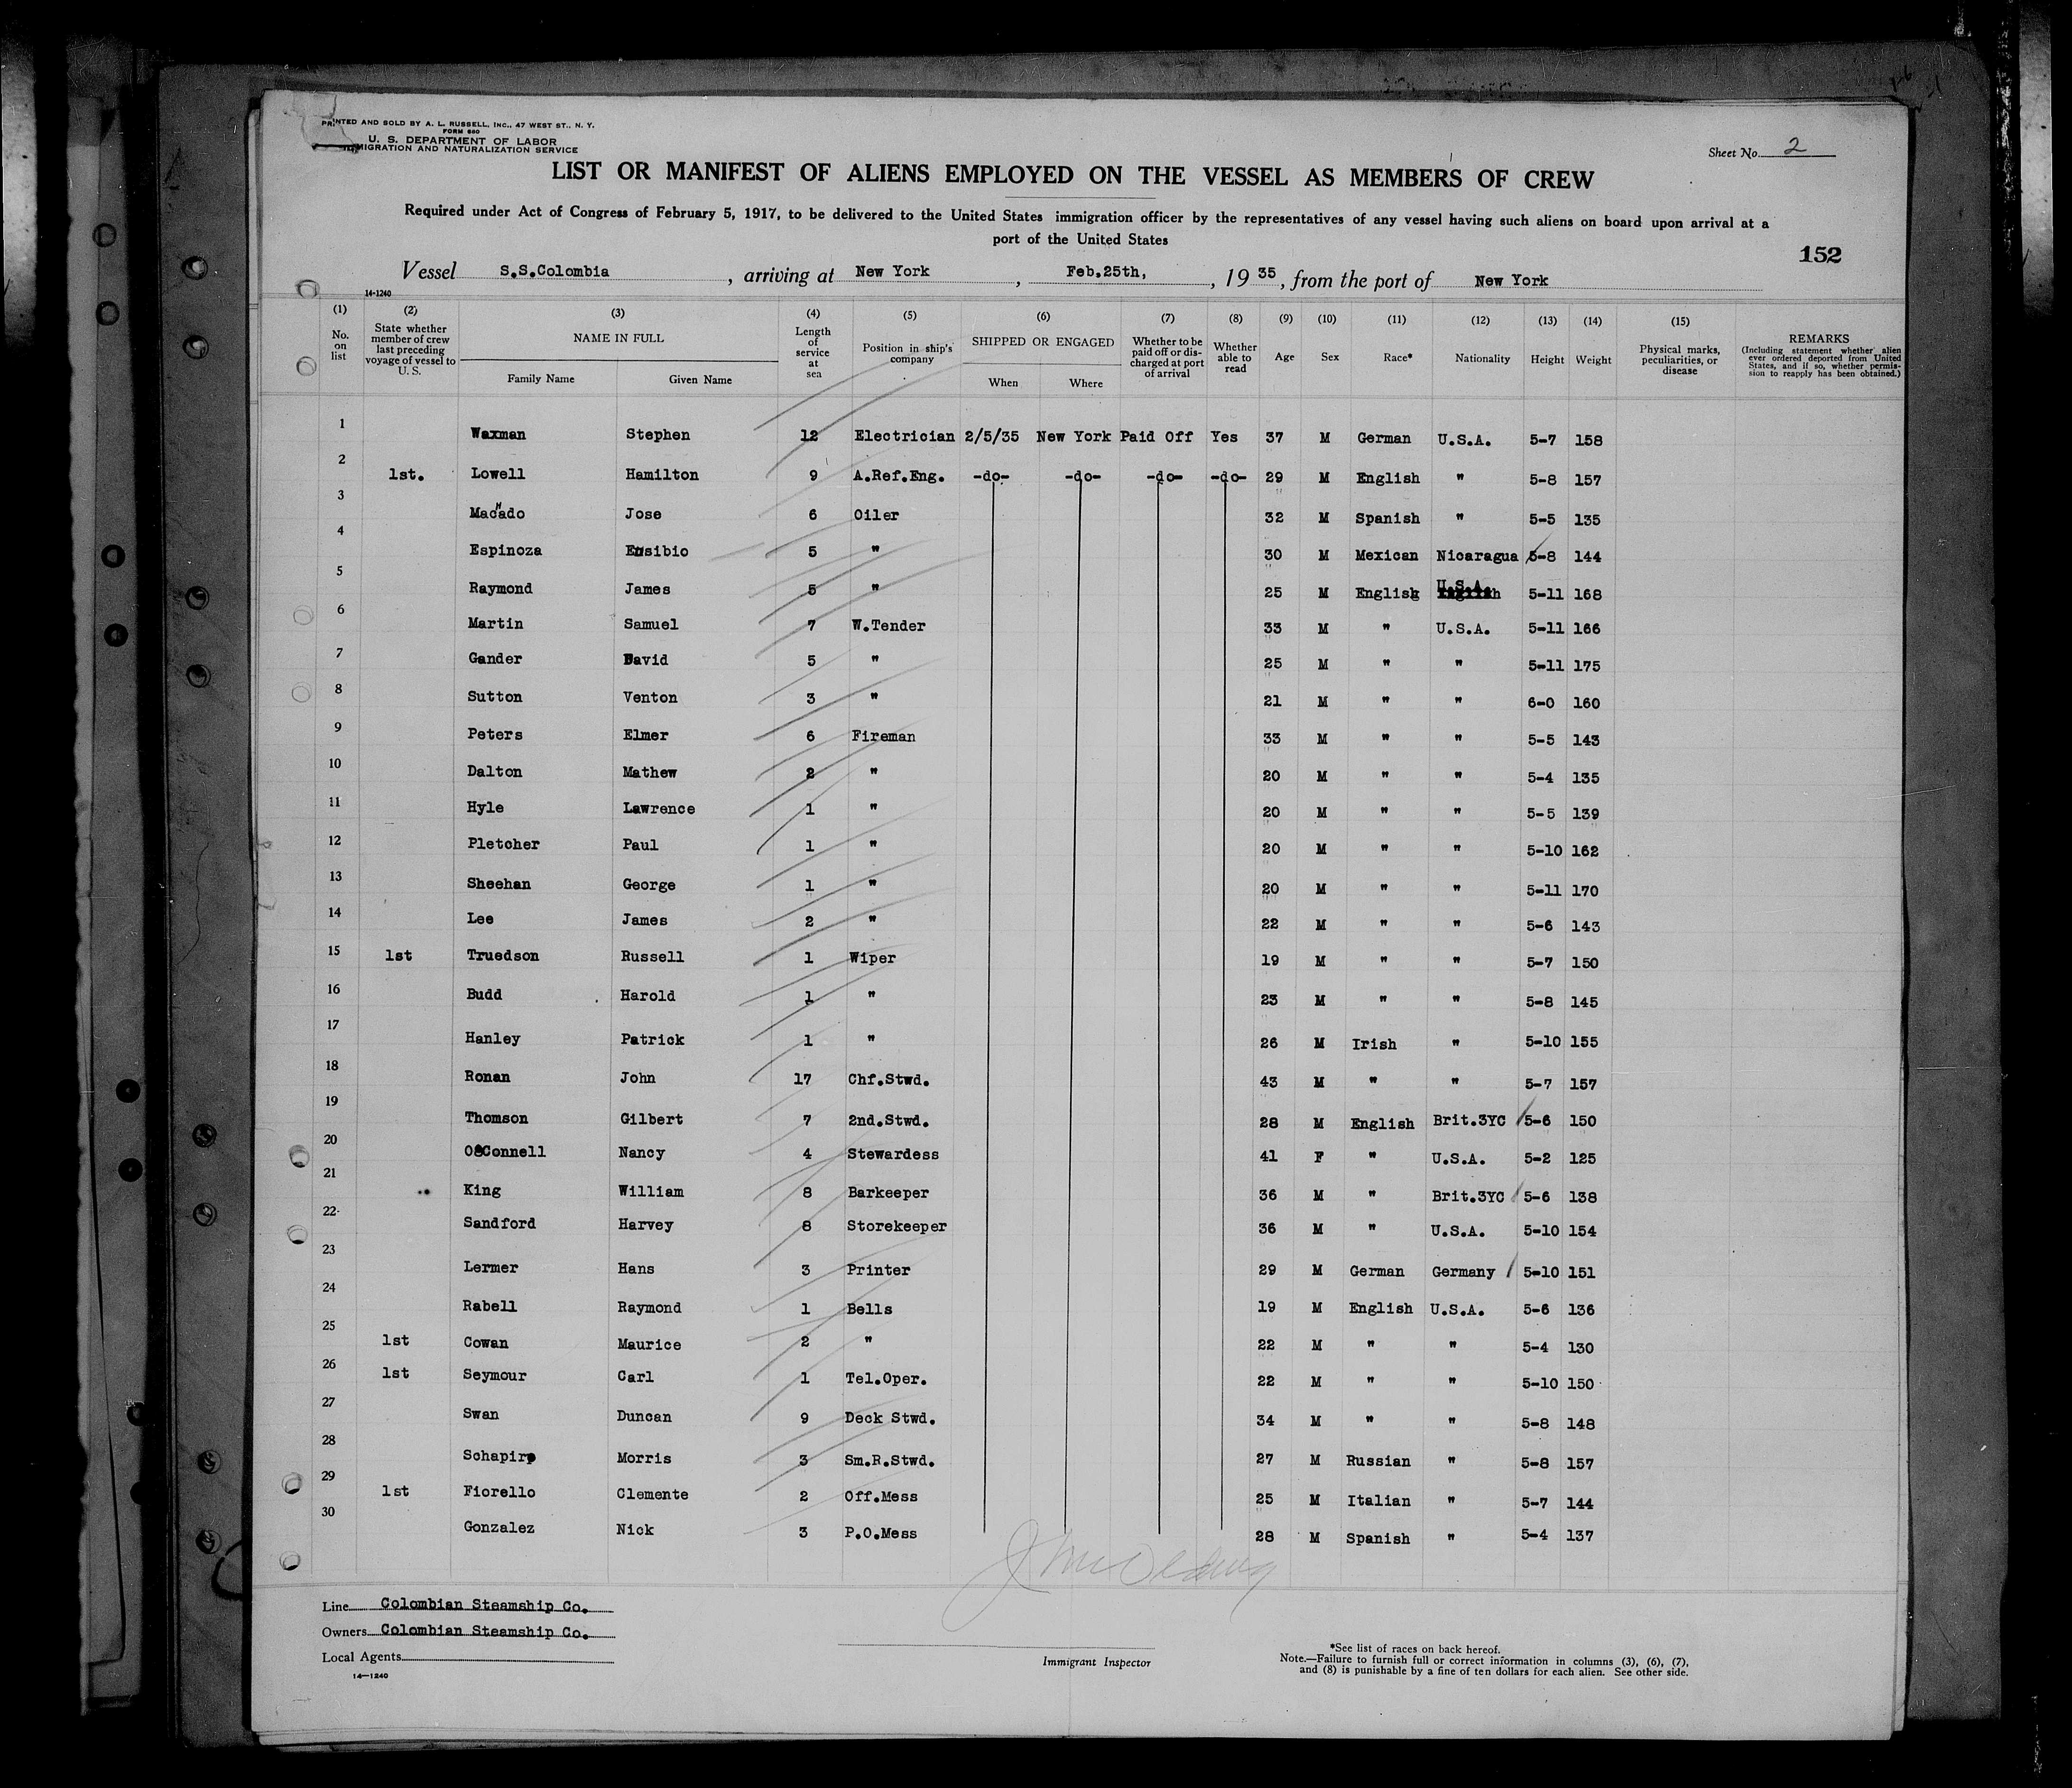 PRINTED AND SOLD BY A. L. RUSSELL, INC., 47 WEST ST., N. Y.
FORM 680
U. S. DEPARTMENT OF LABOR
IMMIGRATION AND NATURALIZATION SERVICE
Sheet No. 2
LIST OR MANIFEST OF ALIENS EMPLOYED ON THE VESSEL AS MEMBERS OF CREW
Required under Act of Congress of February 5, 1917, to be delivered to the United States immigration officer by the representatives of any vessel having such aliens on board upon arrival at a
port of the United States
152
Vessel S.S.Colombia, arriving at New York, Feb.25th, 1935, from the port of New York
14-1240
(1) (2) (3) (4) (5) (6) (7) (8) (9) (10) (11) (12) (13) (14) (15)
No. on list State whether member of crew last preceding voyage of vessel to U. S. NAME IN FULL Family Name Given Name Length of service at sea Position in ship's company SHIPPED OR ENGAGED When Where Whether to be paid off or discharged at port of arrival Whether able to read Age Sex Race* Nationality Height Weight Physical marks, peculiarities, or disease REMARKS (Including statement whether alien ever ordered deported from United States, and if so, whether permission to reapply has been obtained.)
1 Waxman Stephen 12 Electrician 2/5/35 New York Paid Off Yes 37 M German U.S.A. 5-7 158
2 1st. Lowell Hamilton 9 A.Ref.Eng. -do- -do- -do- -do- 29 M English " 5-8 157
3 Machado Jose 6 Oiler 32 M Spanish " 5-5 135
4 Espinoza Eusibio 5 " 30 M Mexican Nicaragua 5-8 144
5 Raymond James 5 " 25 M English U.S.A. 5-11 168
6 Martin Samuel 7 W.Tender 33 M " U.S.A. 5-11 166
7 Gander David 5 " 25 M " " 5-11 175
8 Sutton Venton 3 " 21 M " " 6-0 160
9 Peters Elmer 6 Fireman 33 M " " 5-5 143
10 Dalton Mathew 2 " 20 M " " 5-4 135
11 Hyle Lawrence 1 " 20 M " " 5-5 139
12 Pletcher Paul 1 " 20 M " " 5-10 162
13 Sheehan George 1 " 20 M " " 5-11 170
14 Lee James 2 " 22 M " " 5-6 143
15 1st Truedson Russell 1 Wiper 19 M " " 5-7 150
16 Budd Harold 1 " 23 M " " 5-8 145
17 Hanley Patrick 1 " 26 M Irish " 5-10 155
18 Ronan John 17 Chf.Stwd. 43 M " " 5-7 157
19 Thomson Gilbert 7 2nd.Stwd. 28 M English Brit.3YC 5-6 150
20 O'Connell Nancy 4 Stewardess 41 F " U.S.A. 5-2 125
21 King William 8 Barkeeper 36 M " Brit.3YC 5-6 138
22 Sandford Harvey 8 Storekeeper 36 M " U.S.A. 5-10 154
23 Lermer Hans 3 Printer 29 M German Germany 5-10 151
24 Rabell Raymond 1 Bells 19 M English U.S.A. 5-6 136
25 1st Cowan Maurice 2 " 22 M " " 5-4 130
26 1st Seymour Carl 1 Tel.Oper. 22 M " " 5-10 150
27 Swan Duncan 9 Deck Stwd. 34 M " " 5-8 148
28 Schapiro Morris 3 Sm.R.Stwd. 27 M Russian " 5-8 157
29 1st Fiorello Clemente 2 Off.Mess 25 M Italian " 5-7 144
30 Gonzalez Nick 3 P.O.Mess 28 M Spanish " 5-4 137
Line Colombian Steamship Co.
Owners Colombian Steamship Co.
Local Agents
14-1240
Immigrant Inspector
*See list of races on back hereof.
Note.—Failure to furnish full or correct information in columns (3), (6), (7),
and (8) is punishable by a fine of ten dollars for each alien. See other side.